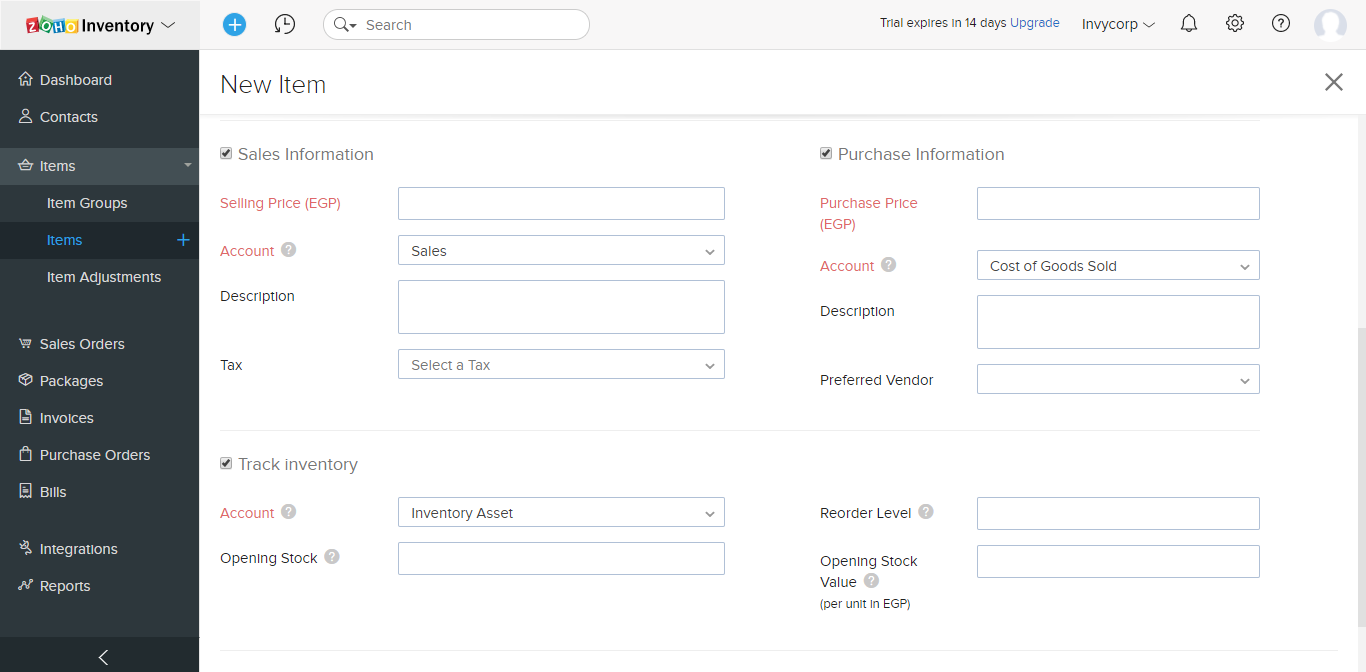 ZOHO Inventory
Search
Trial expires in 14 days Upgrade
Invycorp
Dashboard
Contacts
Items
Item Groups
Items
Item Adjustments
Sales Orders
Packages
Invoices
Purchase Orders
Bills
Integrations
Reports
New Item
Sales Information
Selling Price (EGP)
Account ?
Sales
Description
Tax
Select a Tax
Purchase Information
Purchase Price
(EGP)
Account ?
Cost of Goods Sold
Description
Preferred Vendor
Track inventory
Account ?
Inventory Asset
Opening Stock ?
Reorder Level ?
Opening Stock
Value ?
(per unit in EGP)